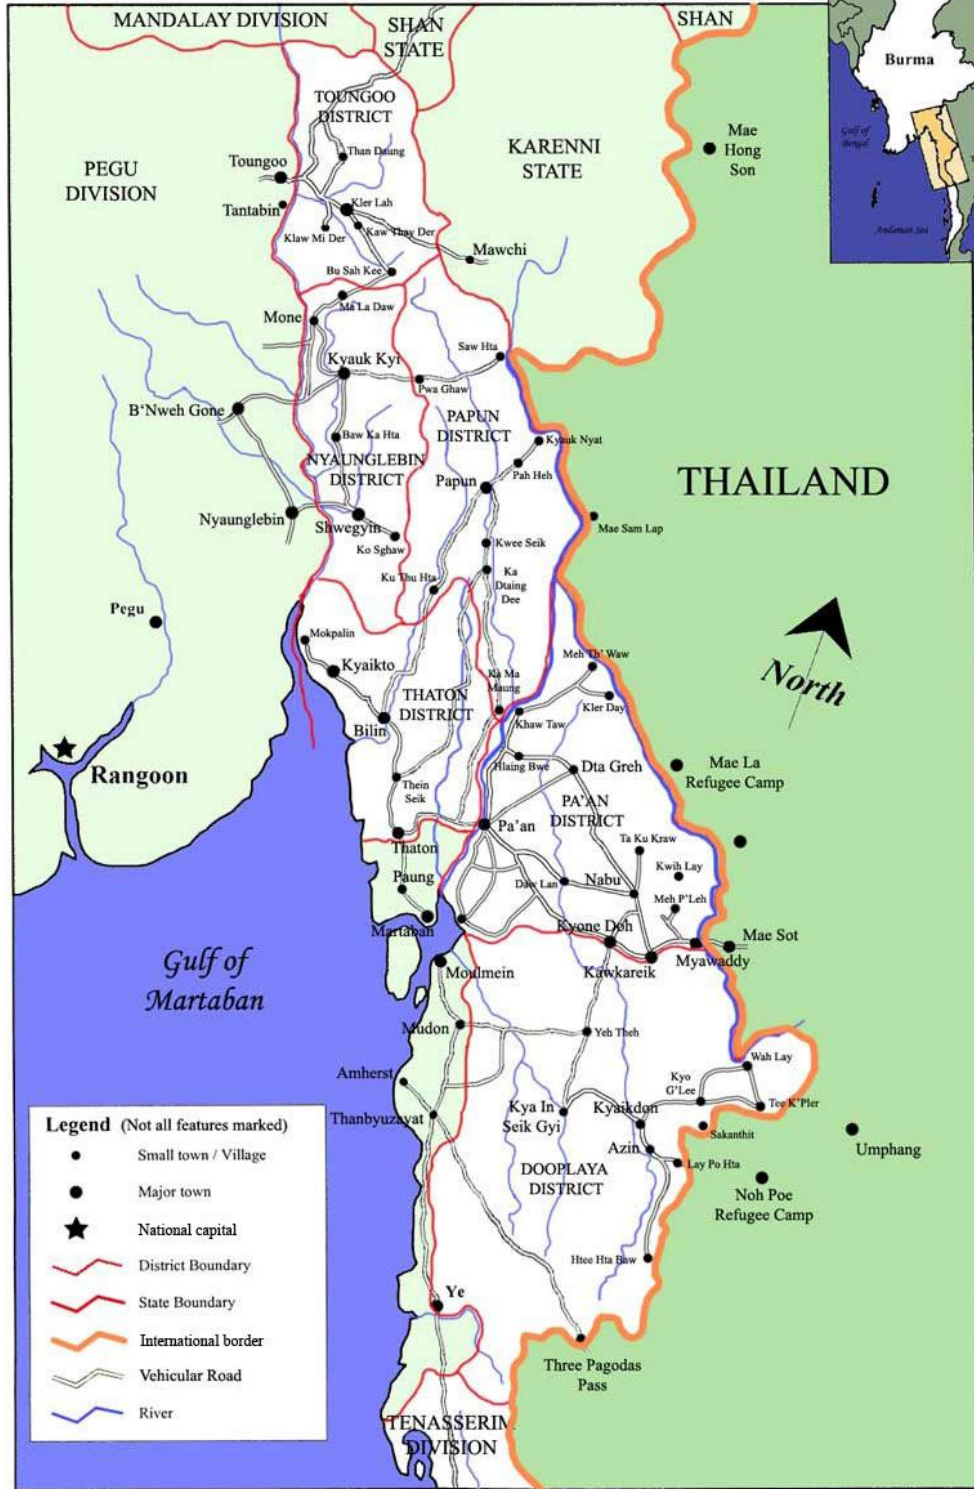 MANDALAY DIVISION
SHAN
STATE
SHAN
Burma
Gulf of
Bengal
Andaman Sea
TOUNGOO
DISTRICT
Than Daung
Toungoo
Tantabin
Kler Lah
Klaw Mi Der
Kaw Thay Der
Mawchi
Bu Sah Kee
PEGU
DIVISION
KARENNI
STATE
Mae
Hong
Son
Ma La Daw
Mone
Saw Hta
Kyauk Kyi
Pwa Ghaw
B'Nweh Gone
PAPUN
DISTRICT
Baw Ka Hta
Kyauk Nyat
NYAUNGLEBIN
DISTRICT
Pah Heh
Papun
THAILAND
Nyaunglebin
Shwegyin
Mae Sam Lap
Ko Sghaw
Kwee Seik
Ku Thu Hta
Ka
Dtaing
Dee
Pegu
Mokpalin
Kyaikto
Meh Th' Waw
Ka Ma
Maung
Kler Day
North
THATON
DISTRICT
Khaw Taw
Bilin
Rangoon
Hlaing Bwe
Dta Greh
Mae La
Refugee Camp
Thein
Seik
PA'AN
DISTRICT
Pa'an
Thaton
Ta Ku Kraw
Kwih Lay
Paung
Daw Lan
Nabu
Meh P'Leh
Martaban
Kyone Doh
Mae Sot
Myawaddy
Kawkareik
Gulf of
Martaban
Moulmein
Mudon
Yeh Theh
Wah Lay
Amherst
Kyo
G'Lee
Tee K'Pler
Thanbyuzayat
Kya In
Seik Gyi
Kyaikdon
Sakanthit
Azin
Umphang
Lay Po Hta
DOOPLAYA
DISTRICT
Noh Poe
Refugee Camp
Htee Hta Baw
Ye
Three Pagodas
Pass
TENASSERIM
DIVISION
Legend (Not all features marked)
Small town / Village
Major town
National capital
District Boundary
State Boundary
International border
Vehicular Road
River